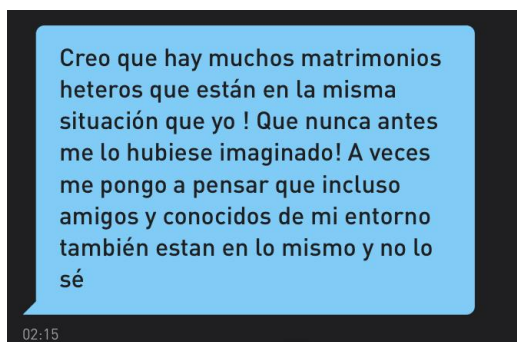 Creo que hay muchos matrimonios
heteros que están en la misma
situación que yo ! Que nunca antes
me lo hubiese imaginado! A veces
me pongo a pensar que incluso
amigos y conocidos de mi entorno
también estan en lo mismo y no lo
sé
02:15